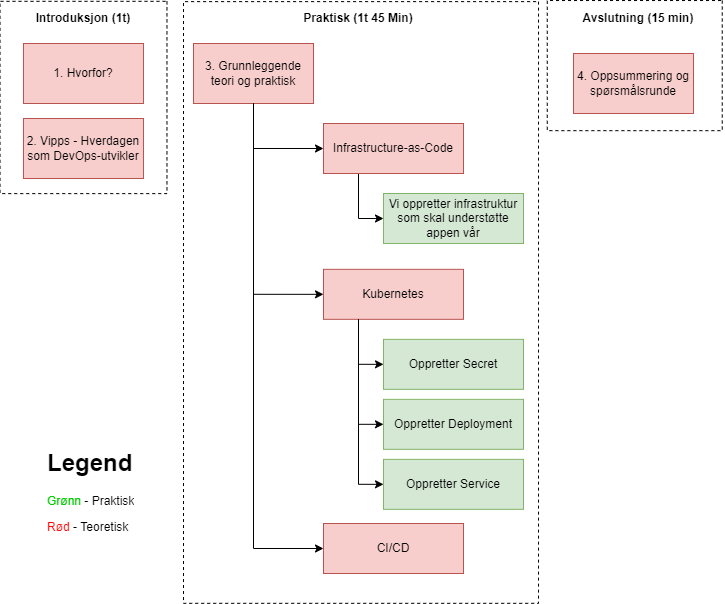 Introduksjon (1t)
1. Hvorfor?
2. Vipps - Hverdagen
som DevOps-utvikler
Praktisk (1t 45 Min)
3. Grunnleggende
teori og praktisk
Infrastructure-as-Code
Vi oppretter infrastruktur
som skal understøtte
appen vår
Kubernetes
Oppretter Secret
Oppretter Deployment
Oppretter Service
CI/CD
Avslutning (15 min)
4. Oppsummering og
spørsmålsrunde
Legend
Grønn - Praktisk
Rød - Teoretisk